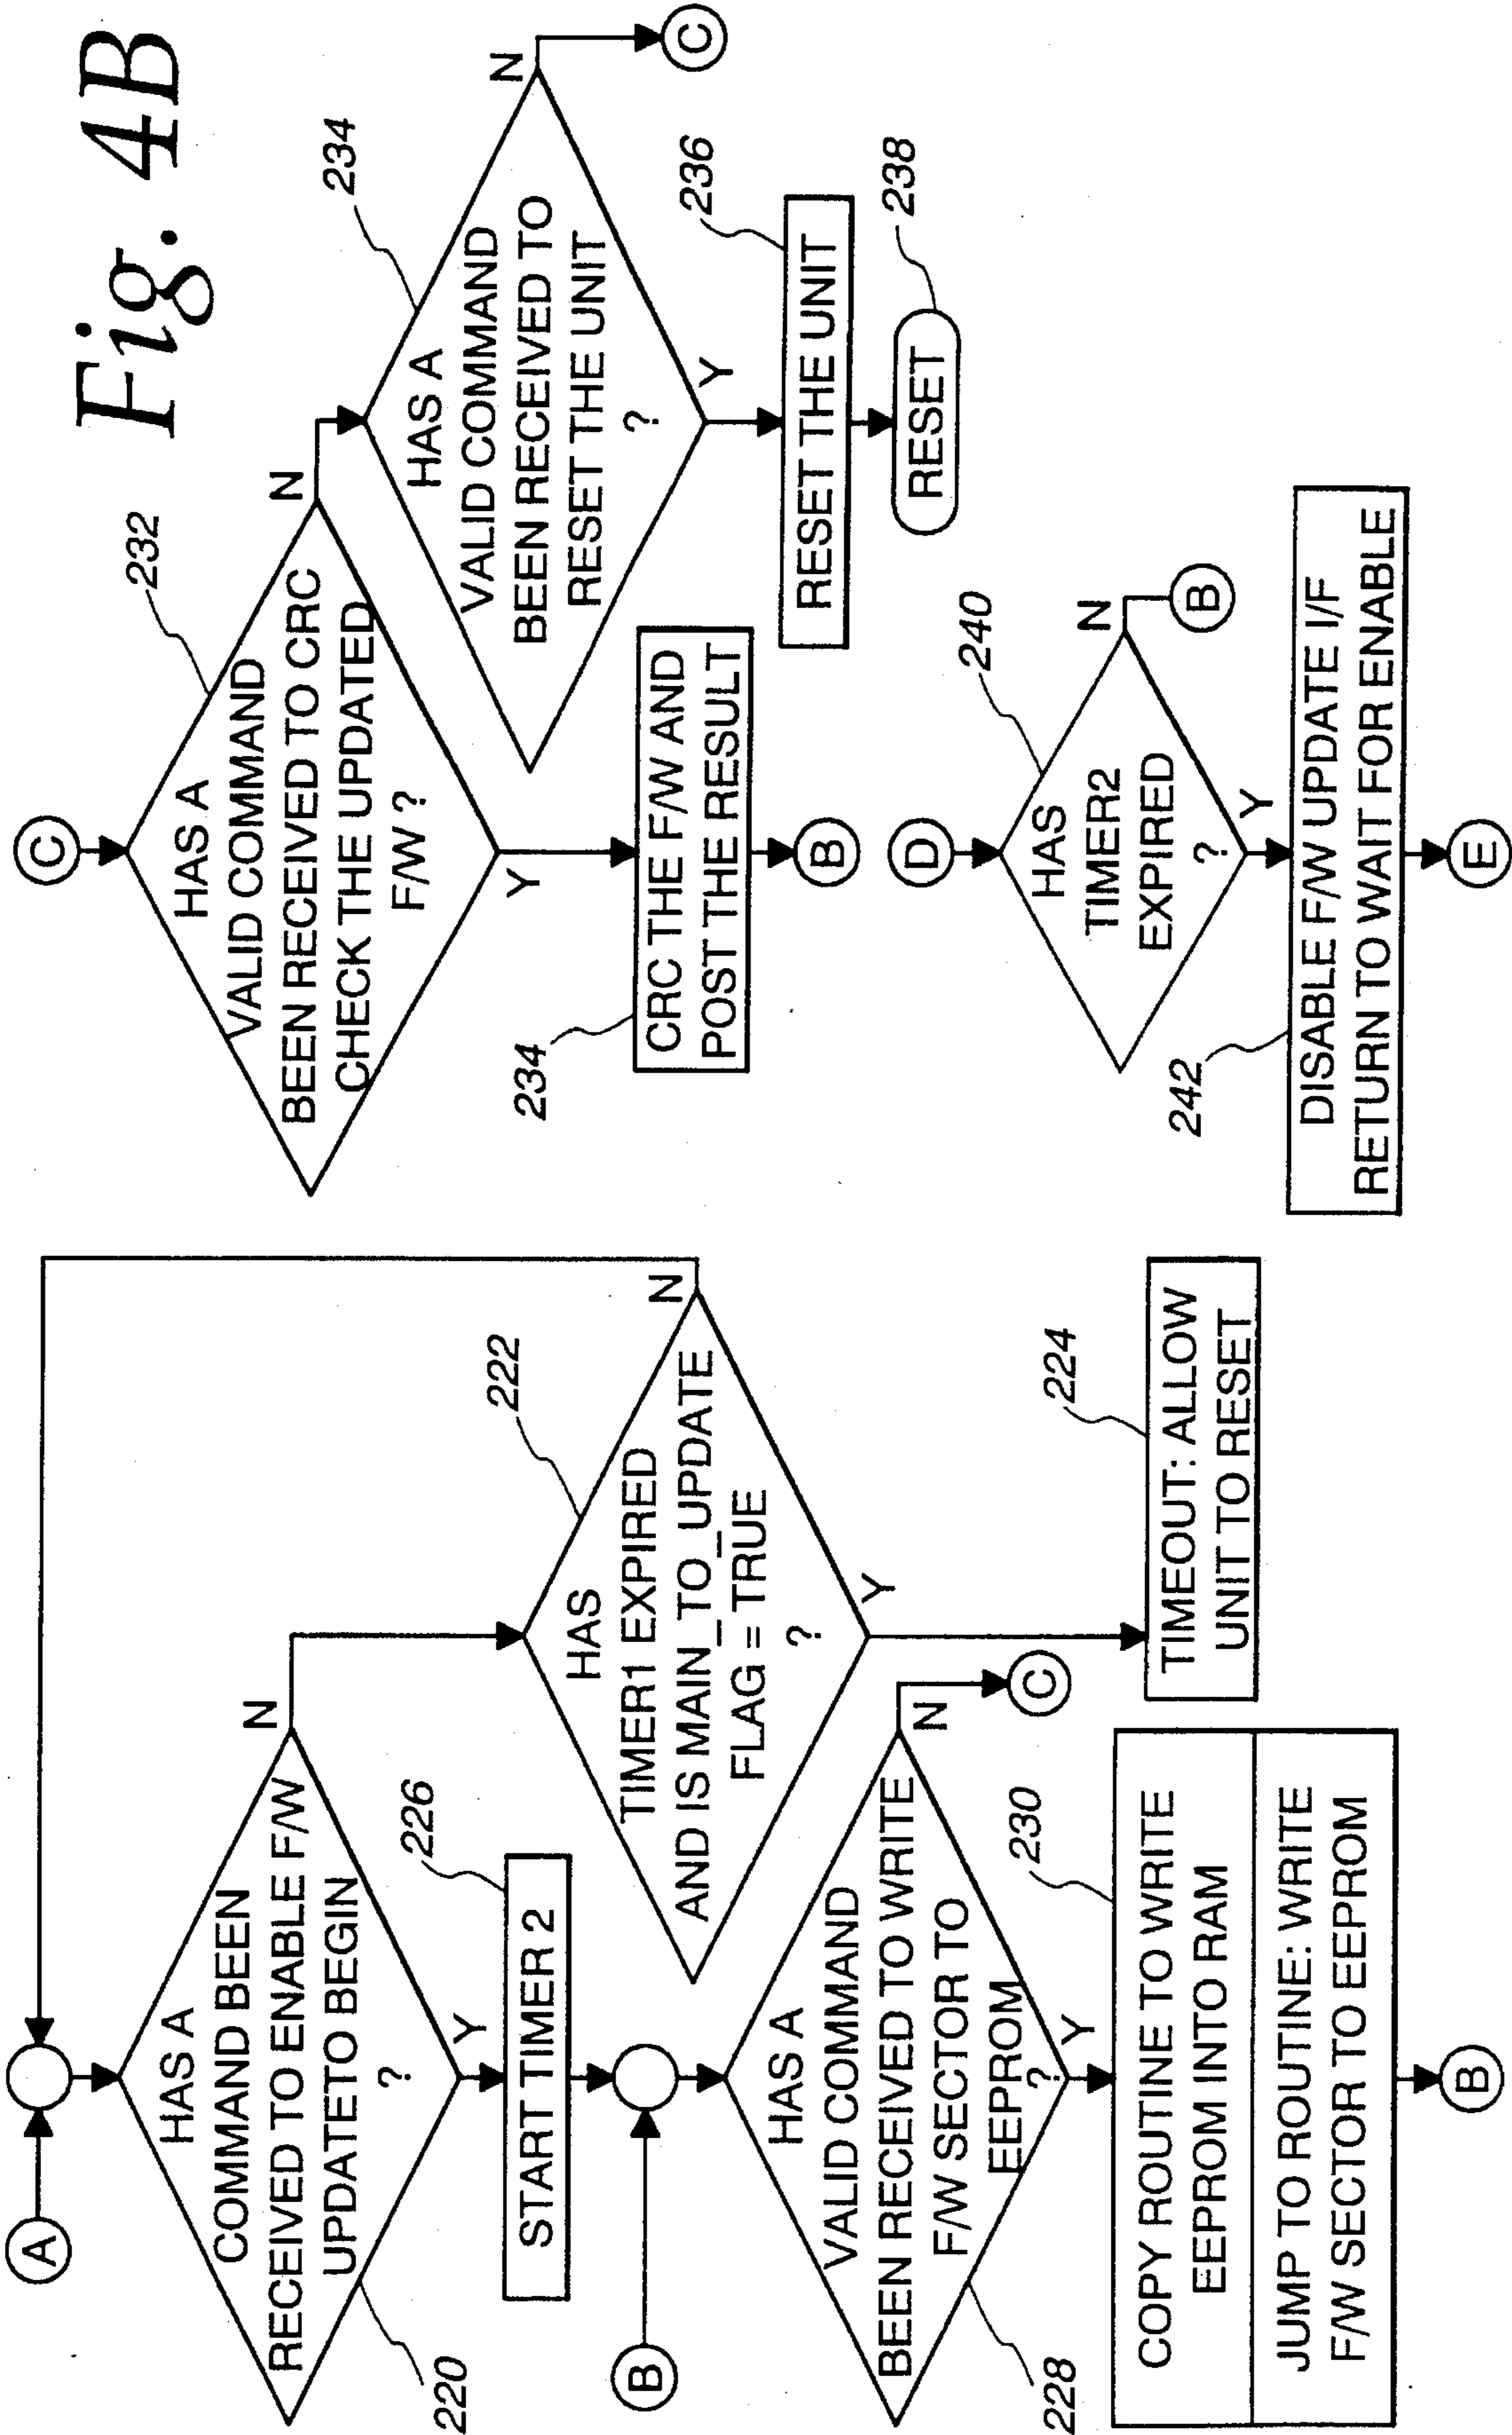 Fig. 4B
A
HAS A
COMMAND BEEN
RECEIVED TO ENABLE F/W
UPDATETO BEGIN
?
220
N
Y
226
START TIMER 2
222
HAS
TIMER1 EXPIRED
AND IS MAIN_TO_UPDATE_
FLAG = TRUE
?
N
Y
224
TIMEOUT: ALLOW
UNIT TO RESET
B
HAS A
VALID COMMAND
BEEN RECEIVED TO WRITE
F/W SECTOR TO
EEPROM
?
228
N
C
Y
230
COPY ROUTINE TO WRITE
EEPROM INTO RAM
JUMP TO ROUTINE: WRITE
F/W SECTOR TO EEPROM
B
C
232
HAS A
VALID COMMAND
BEEN RECEIVED TO CRC
CHECK THE UPDATED
F/W ?
N
Y
234
CRC THE F/W AND
POST THE RESULT
B
234
HAS A
VALID COMMAND
BEEN RECEIVED TO
RESET THE UNIT
?
N
C
Y
236
RESET THE UNIT
238
RESET
D
240
HAS
TIMER2
EXPIRED
?
N
B
Y
242
DISABLE F/W UPDATE I/F
RETURN TO WAIT FOR ENABLE
E